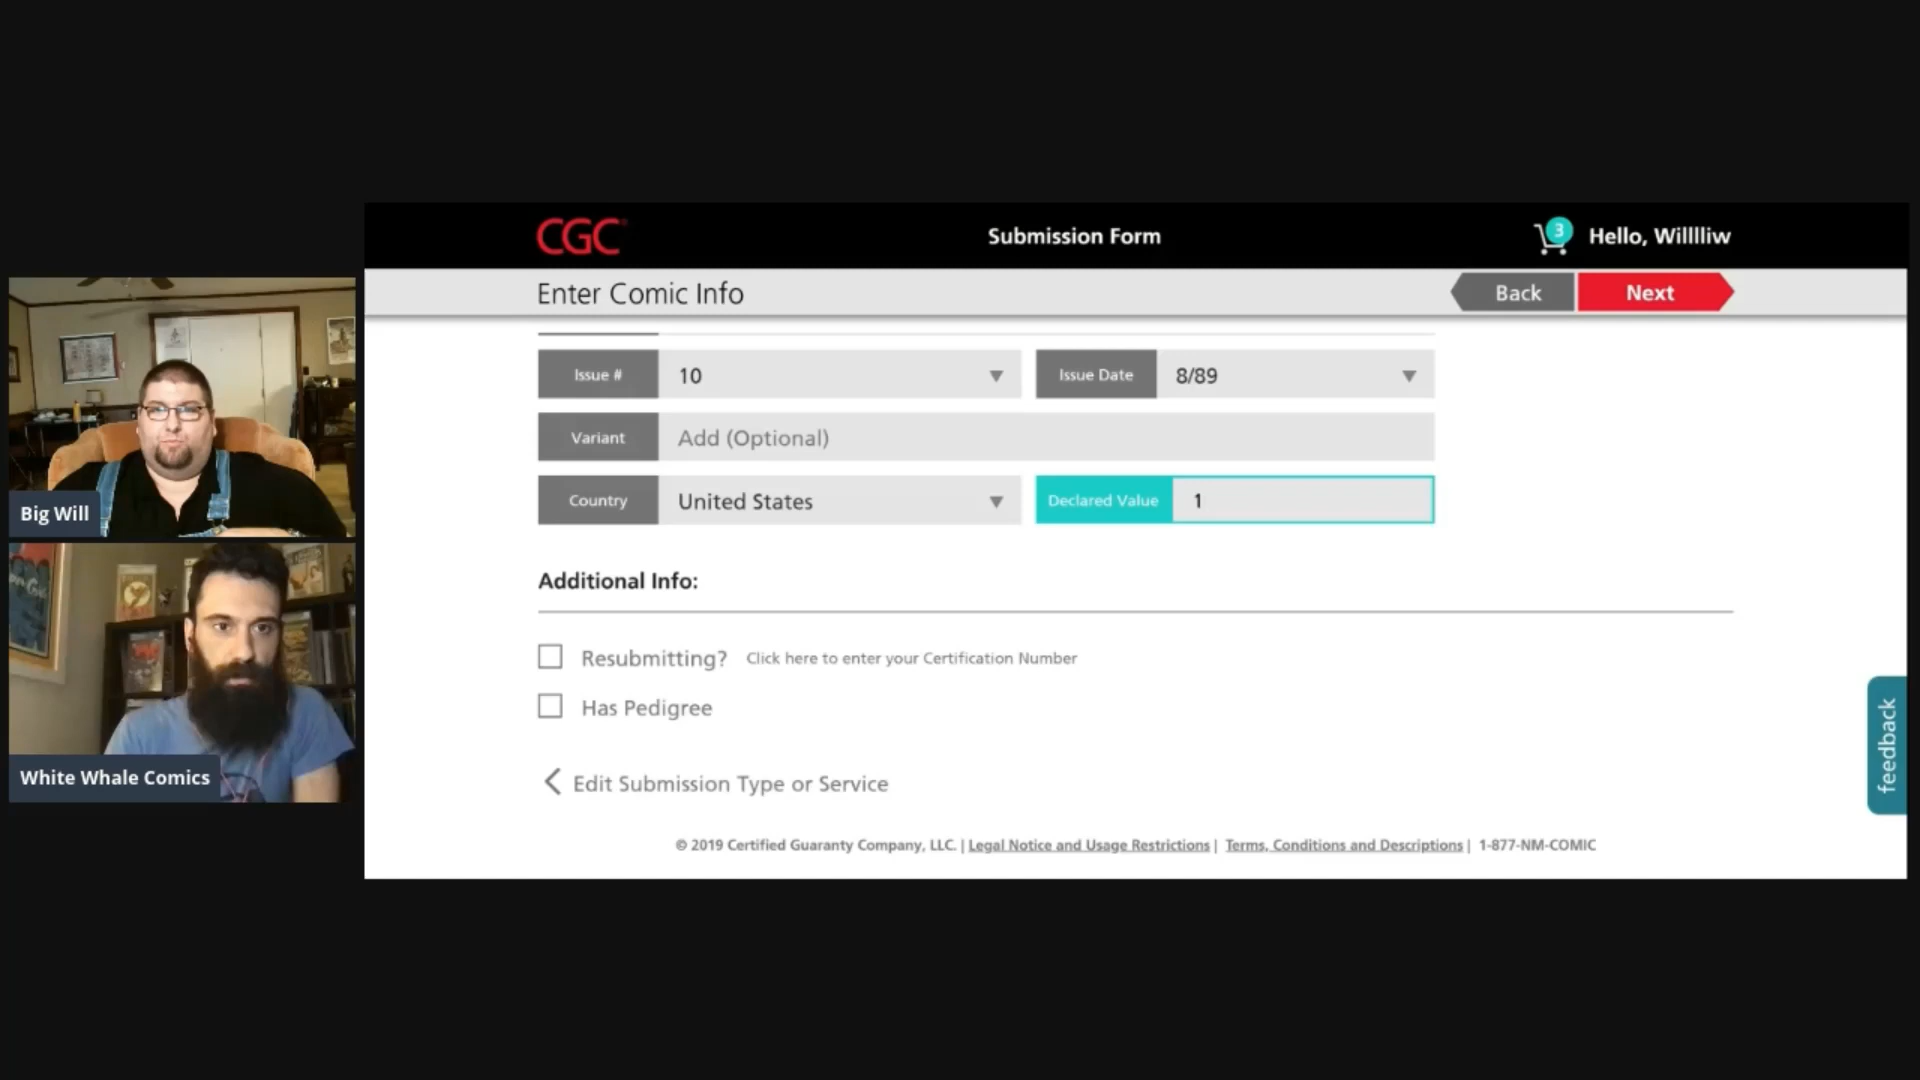 CGC
Submission Form
3
Hello, Willlliw
Enter Comic Info
Back
Next
Issue #
10
Issue Date
8/89
Variant
Add (Optional)
Country
United States
Declared Value
1
Additional Info:
Resubmitting? Click here to enter your Certification Number
Has Pedigree
Edit Submission Type or Service
© 2019 Certified Guaranty Company, LLC. | Legal Notice and Usage Restrictions | Terms, Conditions and Descriptions | 1-877-NM-COMIC
feedback
Big Will
White Whale Comics